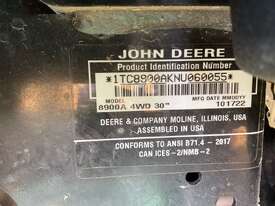 JOHN DEERE
Product Identification Number
*1TC8900AKNU060055*
MODEL MFG DATE MMDDYY
8900A 4WD 30" 101722
DEERE & COMPANY MOLINE, ILLINOIS, USA
ASSEMBLED IN USA
CONFORMS TO ANSI B71.4 - 2017
CAN ICES-2/NMB-2